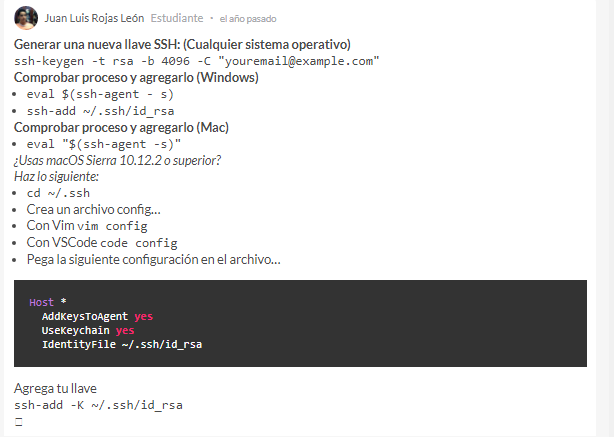 Juan Luis Rojas León Estudiante • el año pasado
Generar una nueva llave SSH: (Cualquier sistema operativo)
ssh-keygen -t rsa -b 4096 -C "youremail@example.com"
Comprobar proceso y agregarlo (Windows)
• eval $(ssh-agent - s)
• ssh-add ~/.ssh/id_rsa
Comprobar proceso y agregarlo (Mac)
• eval "$(ssh-agent -s)"
¿Usas macOS Sierra 10.12.2 o superior?
Haz lo siguiente:
• cd ~/.ssh
• Crea un archivo config...
• Con Vim vim config
• Con VSCode code config
• Pega la siguiente configuración en el archivo...
Host *
AddKeysToAgent yes
UseKeychain yes
IdentityFile ~/.ssh/id_rsa
Agrega tu llave
ssh-add -K ~/.ssh/id_rsa